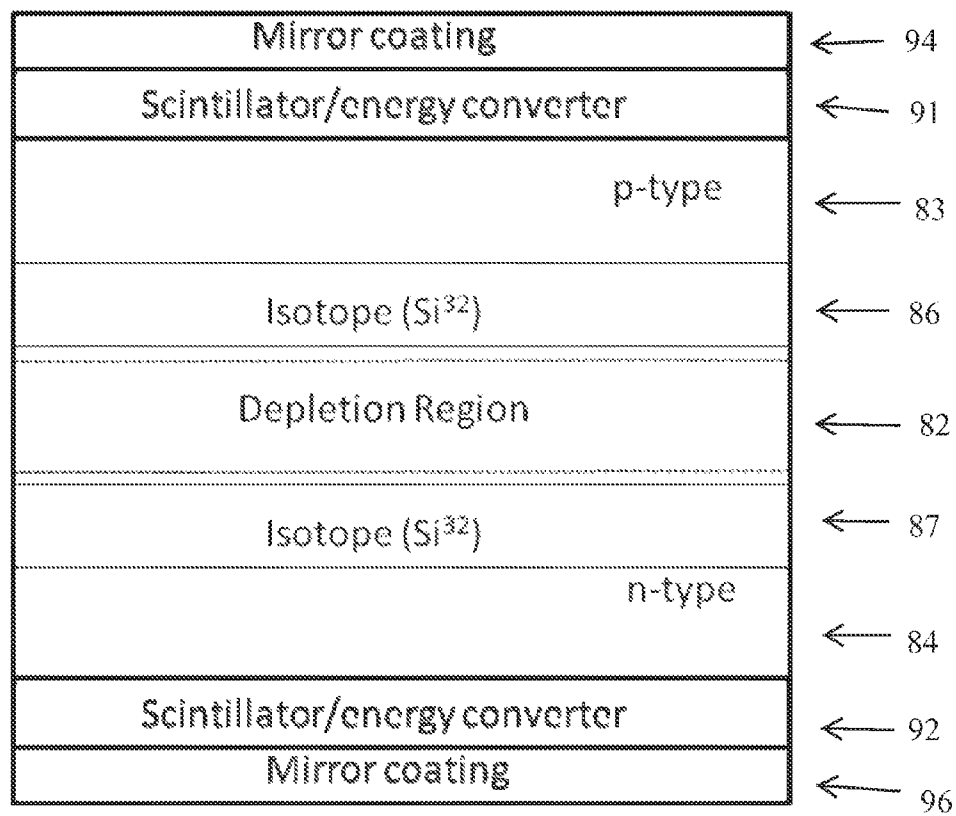 Mirror coating 94
Scintillator/energy converter 91
p-type 83
Isotope (Si³²) 86
Depletion Region 82
Isotope (Si³²) 87
n-type
84
Scintillator/energy converter 92
Mirror coating 96